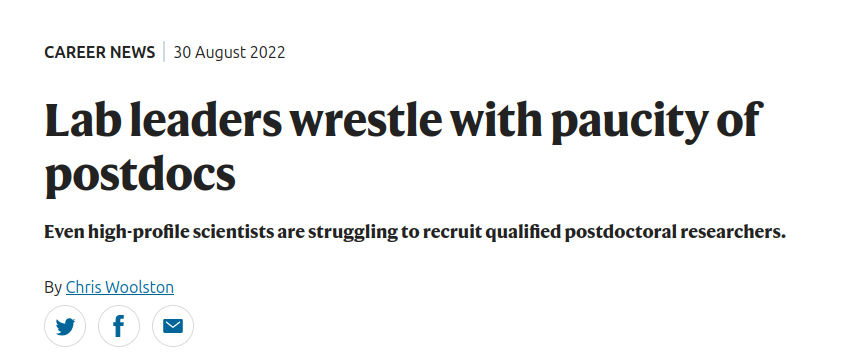 CAREER NEWS 30 August 2022
Lab leaders wrestle with paucity of
postdocs
Even high-profile scientists are struggling to recruit qualified postdoctoral researchers.
By Chris Woolston